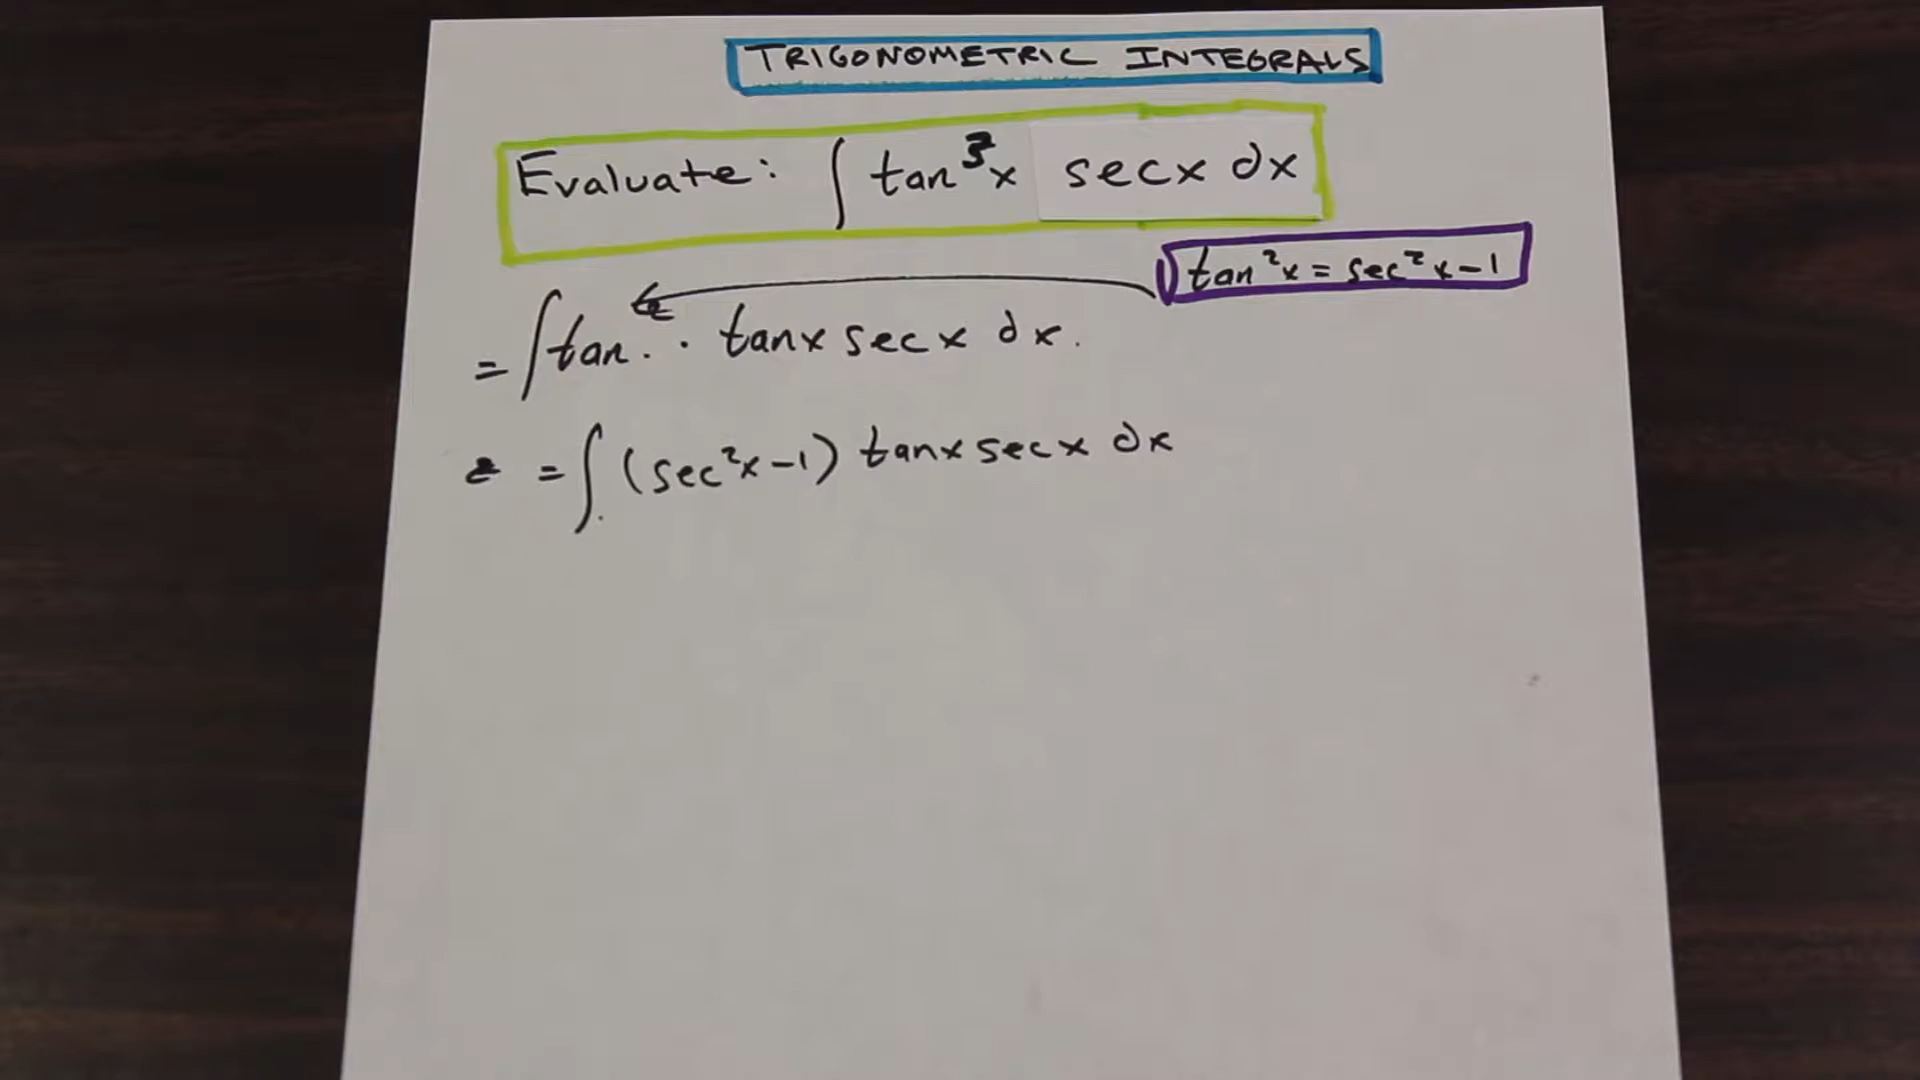 TRIGONOMETRIC INTEGRALS
Evaluate: ∫ tan³x secx dx
tan²x = sec²x-1
= ∫tan. · tanx secx dx.
= ∫ (sec²x-1) tanx secx dx